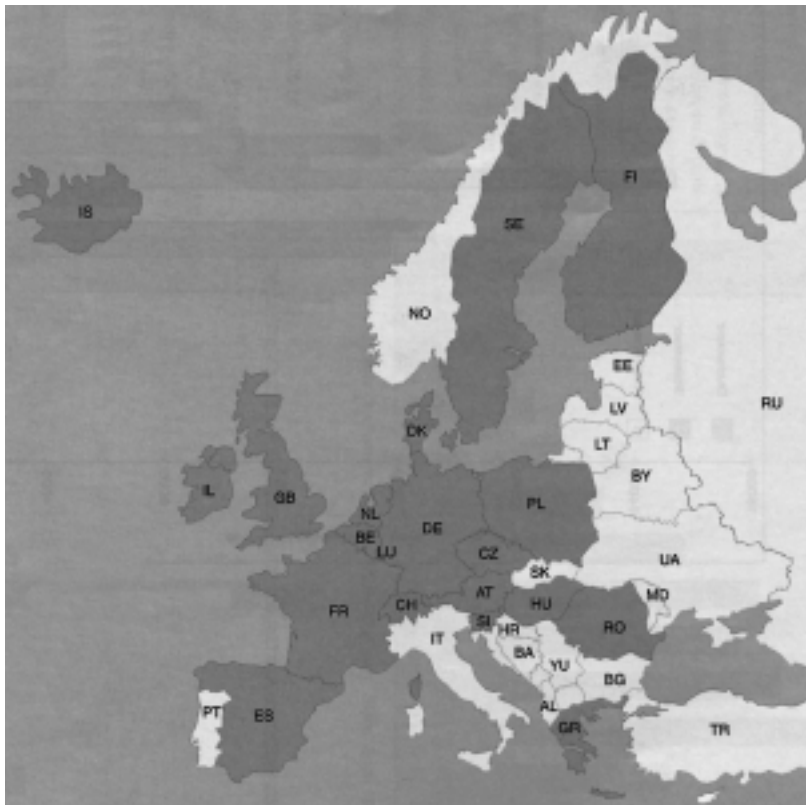 FI
IS
SE
NO
EE
RU
LV
DK
LT
BY
IL
GB
NL
DE
PL
BE
LU
CZ
UA
SK
AT
MD
FR
CH
HU
SI
RO
HR
IT
BA
YU
BG
PT
ES
AL
GR
TR